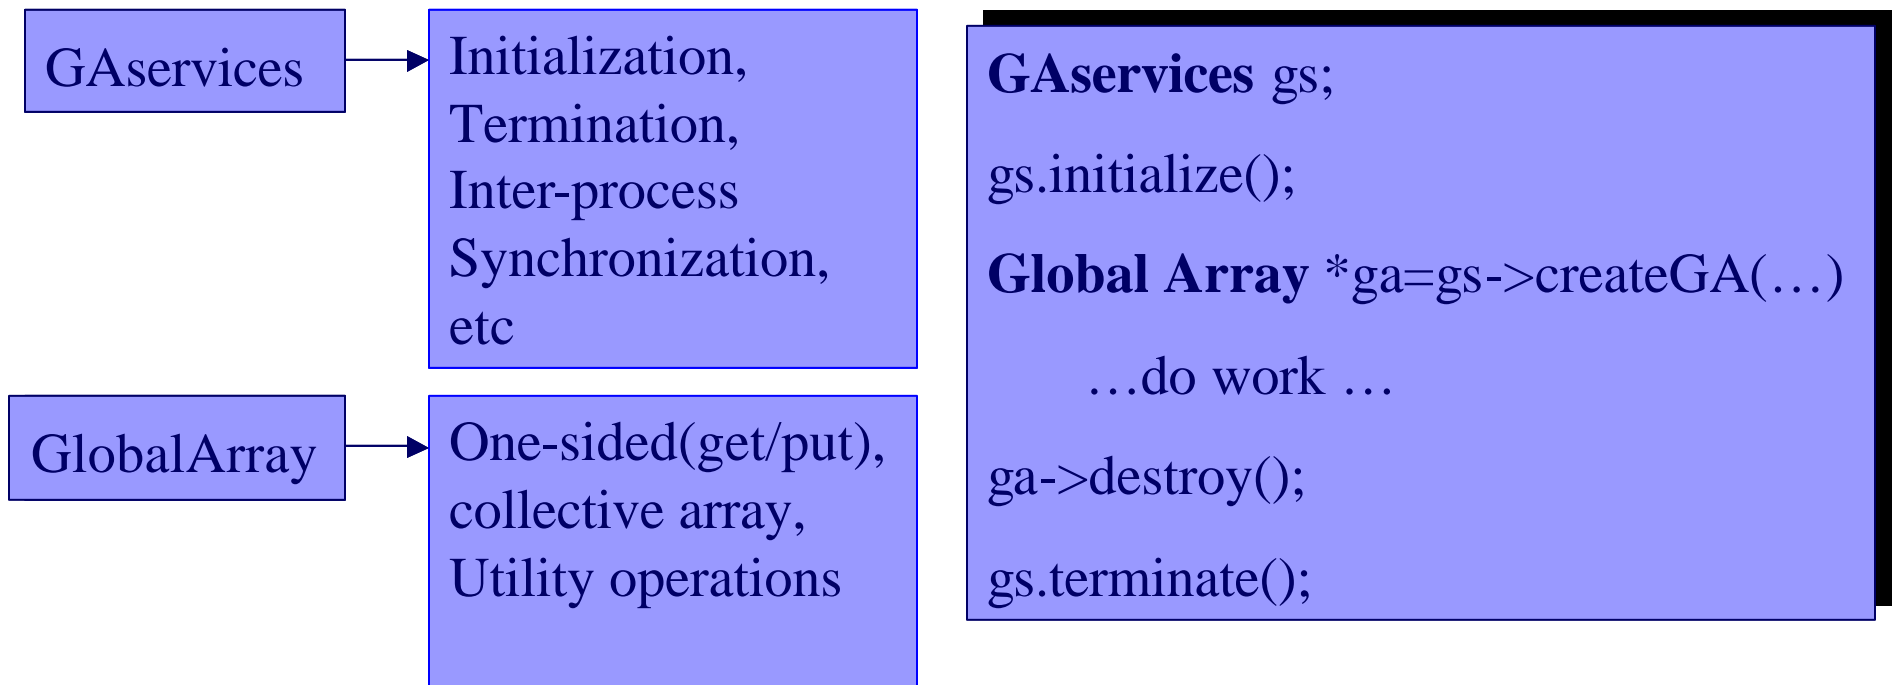 GAservices
Initialization,
Termination,
Inter-process
Synchronization,
etc
GlobalArray
One-sided(get/put),
collective array,
Utility operations
GAservices gs;
gs.initialize();
Global Array *ga=gs->createGA(…)
…do work …
ga->destroy();
gs.terminate();